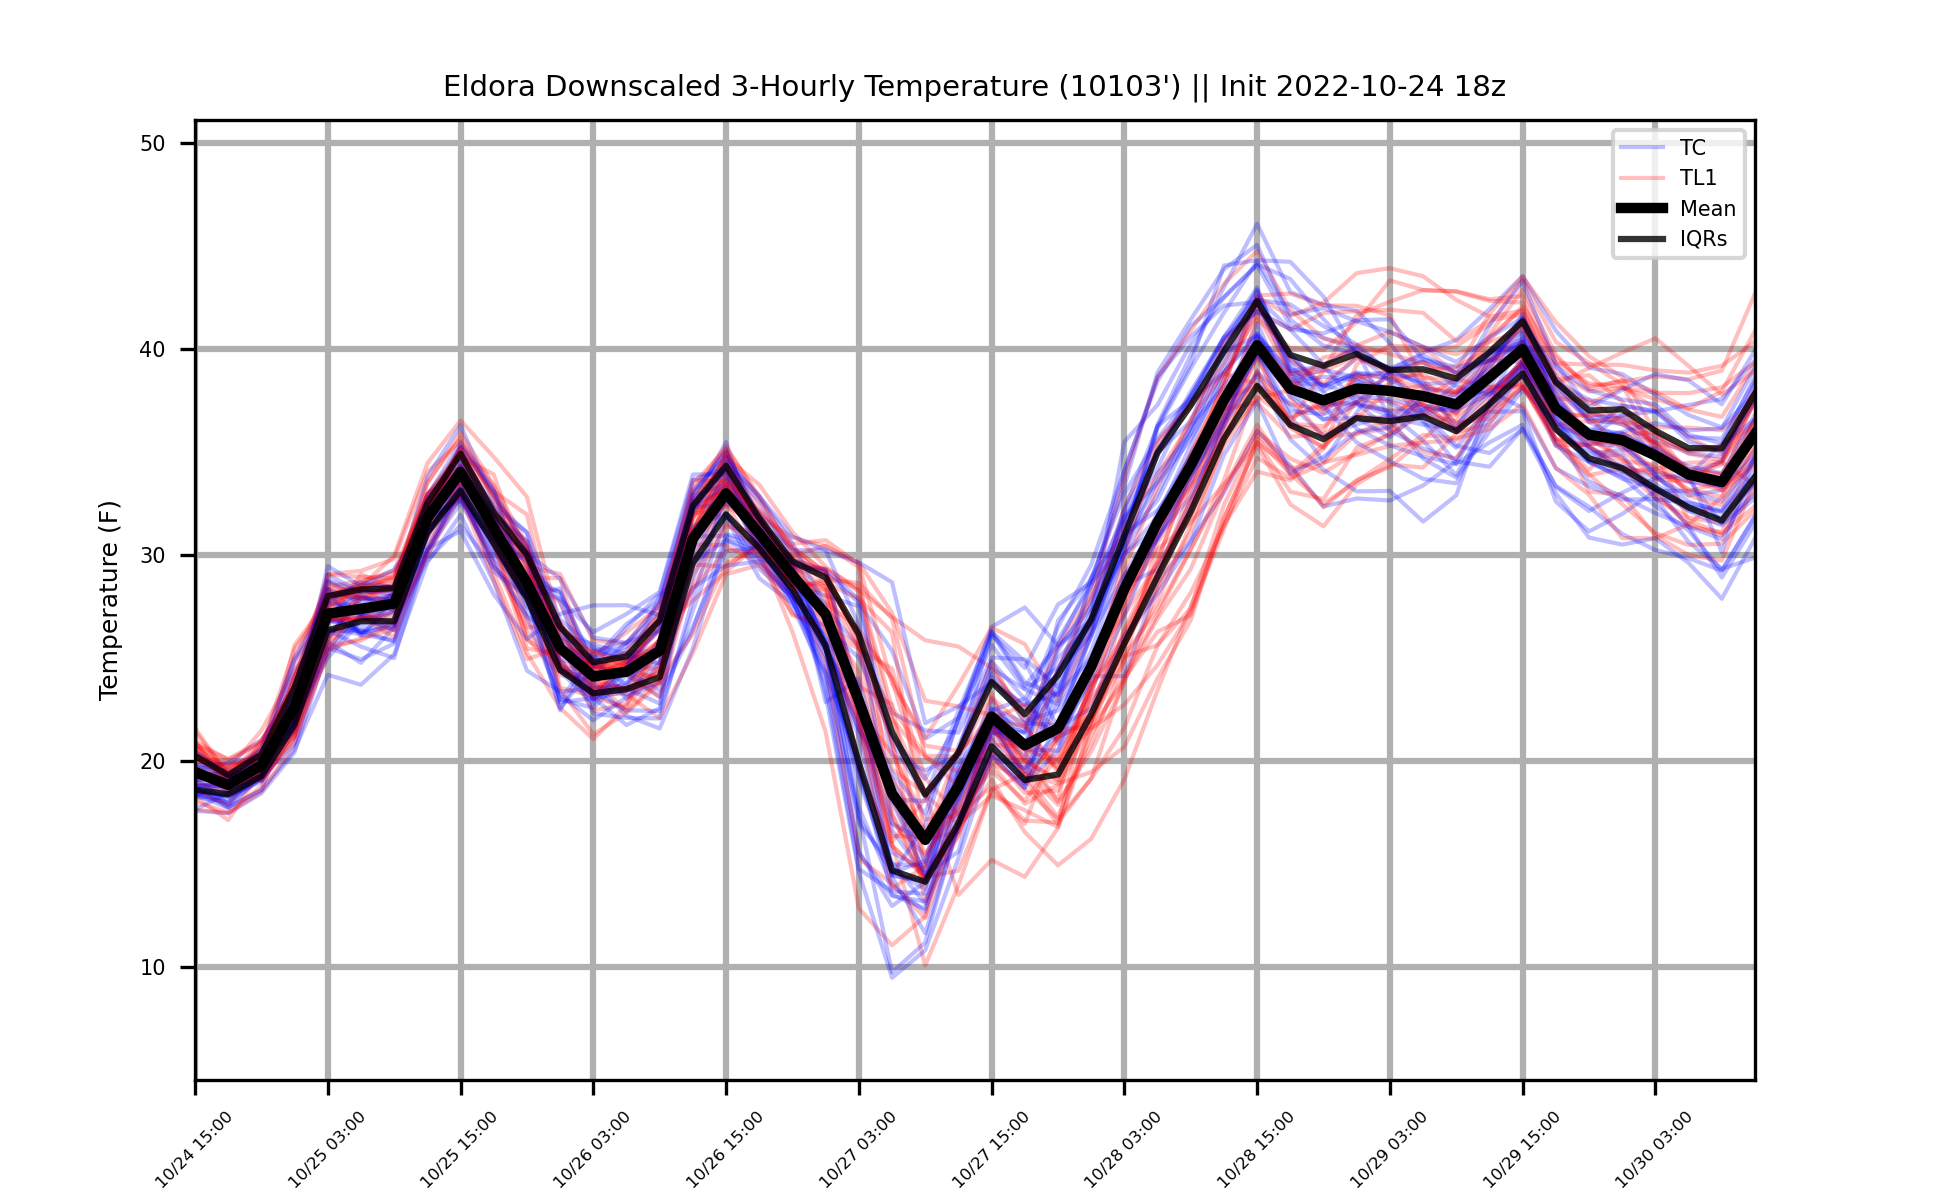 Eldora Downscaled 3-Hourly Temperature (10103') || Init 2022-10-24 18z
TC
TL1
Mean
IQRs
Temperature (F)
50
40
30
20
10
10/24 15:00
10/25 03:00
10/25 15:00
10/26 03:00
10/26 15:00
10/27 03:00
10/27 15:00
10/28 03:00
10/28 15:00
10/29 03:00
10/29 15:00
10/30 03:00